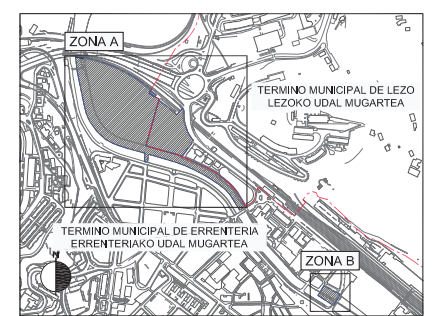 ZONA A
TERMINO MUNICIPAL DE LEZO
LEZOKO UDAL MUGARTEA
TERMINO MUNICIPAL DE ERRENTERIA
ERRENTERIAKO UDAL MUGARTEA
N
ZONA B